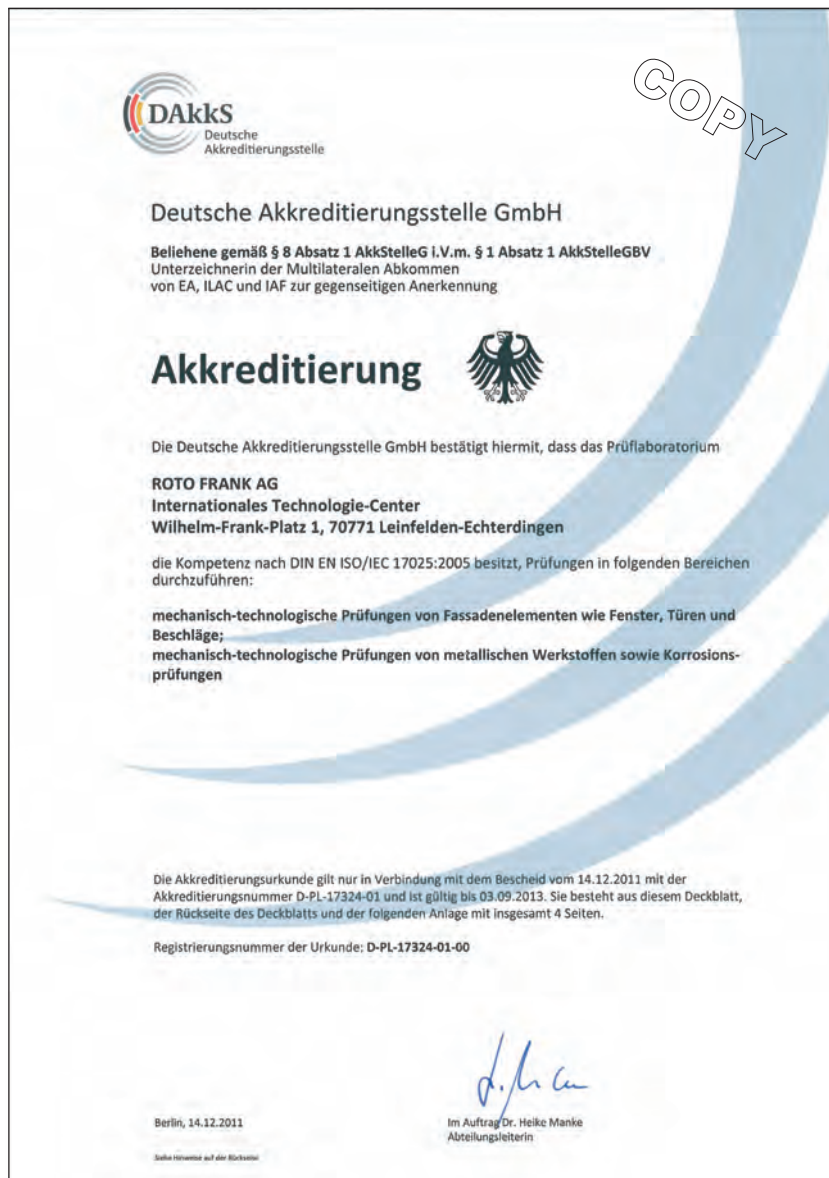 COPY
DAkkS
Deutsche
Akkreditierungsstelle
Deutsche Akkreditierungsstelle GmbH
Beliehene gemäß § 8 Absatz 1 AkkStelleG i.V.m. § 1 Absatz 1 AkkStelleGBV
Unterzeichnerin der Multilateralen Abkommen
von EA, ILAC und IAF zur gegenseitigen Anerkennung
Akkreditierung
Die Deutsche Akkreditierungsstelle GmbH bestätigt hiermit, dass das Prüflaboratorium
ROTO FRANK AG
Internationales Technologie-Center
Wilhelm-Frank-Platz 1, 70771 Leinfelden-Echterdingen
die Kompetenz nach DIN EN ISO/IEC 17025:2005 besitzt, Prüfungen in folgenden Bereichen
durchzuführen:
mechanisch-technologische Prüfungen von Fassadenelementen wie Fenster, Türen und
Beschläge;
mechanisch-technologische Prüfungen von metallischen Werkstoffen sowie Korrosions-
prüfungen
Die Akkreditierungsurkunde gilt nur in Verbindung mit dem Bescheid vom 14.12.2011 mit der
Akkreditierungsnummer D-PL-17324-01 und ist gültig bis 03.09.2013. Sie besteht aus diesem Deckblatt,
der Rückseite des Deckblatts und der folgenden Anlage mit insgesamt 4 Seiten.
Registrierungsnummer der Urkunde: D-PL-17324-01-00
Berlin, 14.12.2011
Im Auftrag Dr. Heike Manke
Abteilungsleiterin
Siehe Hinweise auf der Rückseite